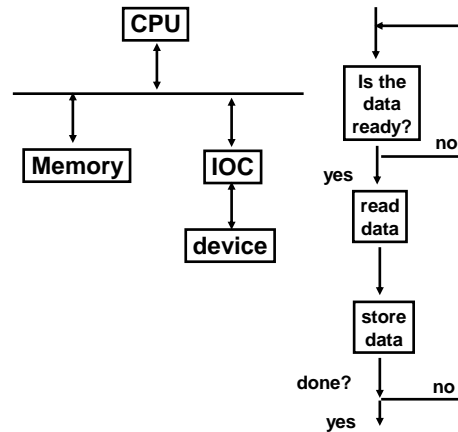 CPU
Memory
IOC
device
Is the
data
ready?
no
yes
read
data
store
data
done?
no
yes